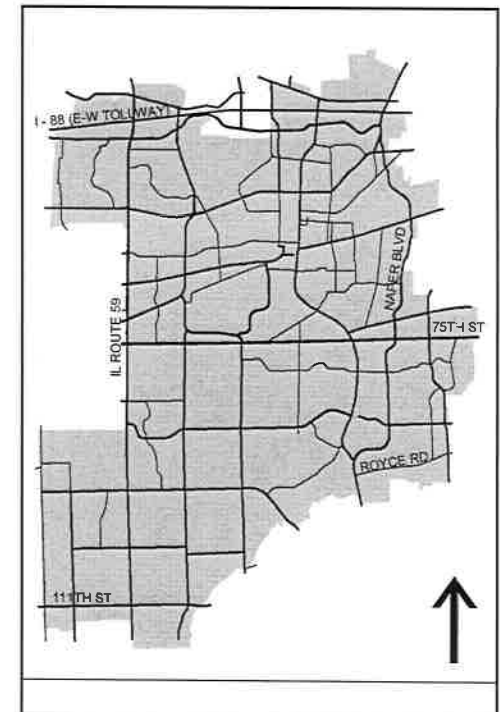 I - 88 (E-W TOLLWAY)
NAPER BLVD
IL ROUTE 59
75TH ST
ROYCE RD
111TH ST